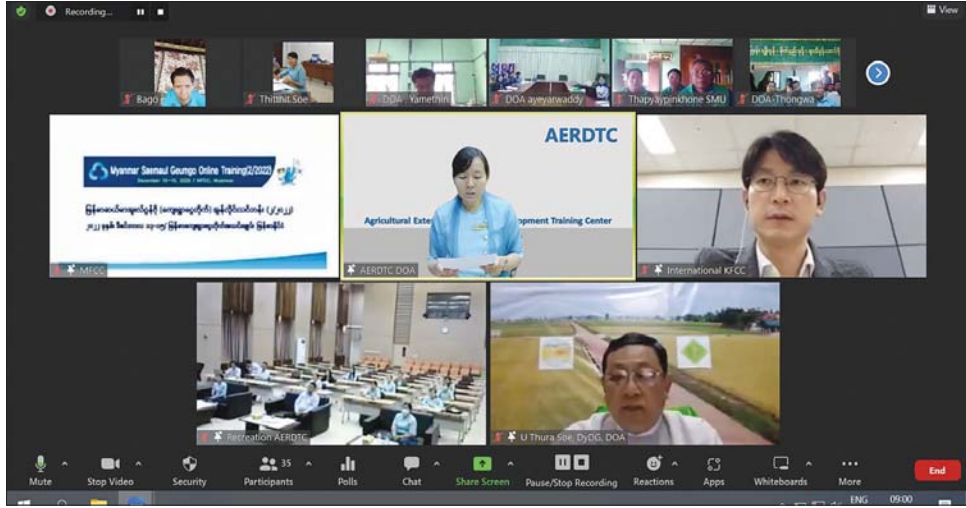 Recording...
View
Bago
Thitthit Soe
DOA Yamethin
DOA ayeyarwaddy
Thapyaypinkhone SMU
DOA-Thongwa
Myanmar Saemaul Geumgo Online Training(2/2022)
AERDTC
Agricultural Exte
opment Training Center
MFCC
AERDTC DOA
International KFCC
Recreation AERDTC
U Thura Soe, DyDG, DOA
Mute
Stop Video
Security
35
Participants
Polls
Chat
Share Screen
Pause/Stop Recording
Reactions
Apps
Whiteboards
More
End
ENG
09:00